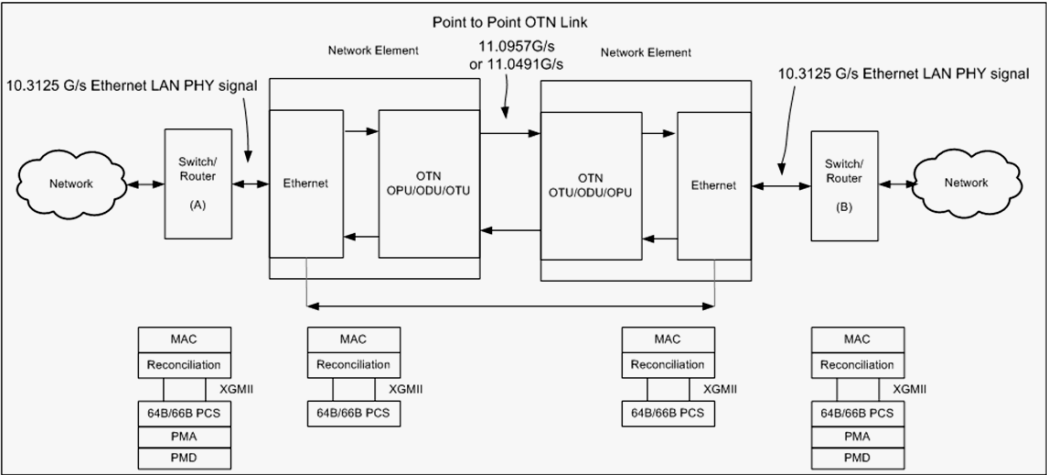 Point to Point OTN Link
Network Element
11.0957G/s
or 11.0491G/s
Network Element
10.3125 G/s Ethernet LAN PHY signal
10.3125 G/s Ethernet LAN PHY signal
Network
Switch/
Router
(A)
Ethernet
OTN
OPU/ODU/OTU
OTN
OTU/ODU/OPU
Ethernet
Switch/
Router
(B)
Network
MAC
Reconciliation
XGMII
64B/66B PCS
PMA
PMD
MAC
Reconciliation
XGMII
64B/66B PCS
MAC
Reconciliation
XGMII
64B/66B PCS
MAC
Reconciliation
XGMII
64B/66B PCS
PMA
PMD